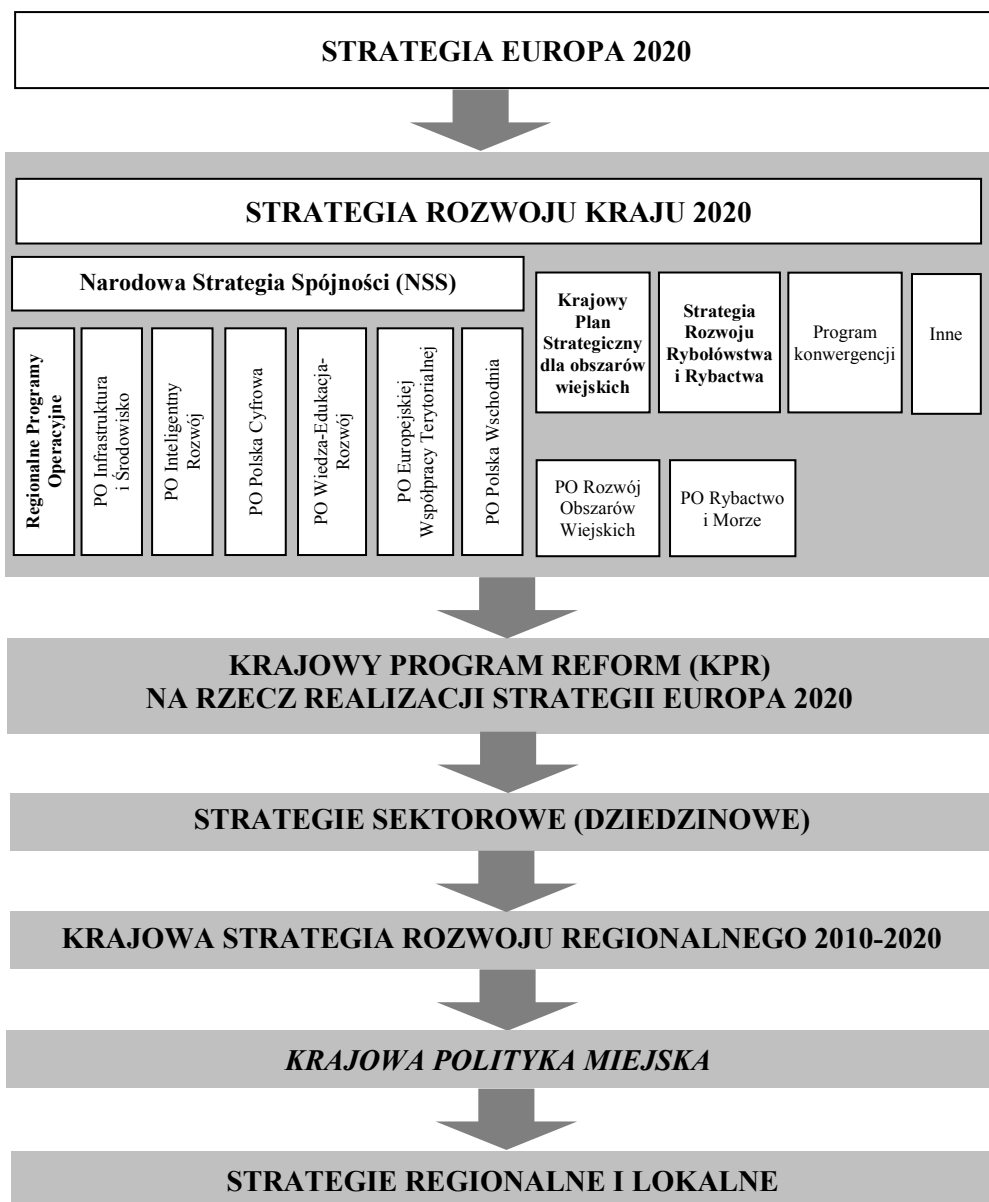 STRATEGIA EUROPA 2020
STRATEGIA ROZWOJU KRAJU 2020
Narodowa Strategia Spójności (NSS)
Regionalne Programy
Operacyjne
PO Infrastruktura
i Środowisko
PO Inteligentny
Rozwój
PO Polska Cyfrowa
PO Wiedza-Edukacja-
Rozwój
PO Europejskiej
Współpracy Terytorialnej
PO Polska Wschodnia
Krajowy
Plan
Strategiczny
dla obszarów
wiejskich
Strategia
Rozwoju
Rybołówstwa
i Rybactwa
Program
konwergencji
Inne
PO Rozwój
Obszarów
Wiejskich
PO Rybactwo
i Morze
KRAJOWY PROGRAM REFORM (KPR)
NA RZECZ REALIZACJI STRATEGII EUROPA 2020
STRATEGIE SEKTOROWE (DZIEDZINOWE)
KRAJOWA STRATEGIA ROZWOJU REGIONALNEGO 2010-2020
KRAJOWA POLITYKA MIEJSKA
STRATEGIE REGIONALNE I LOKALNE